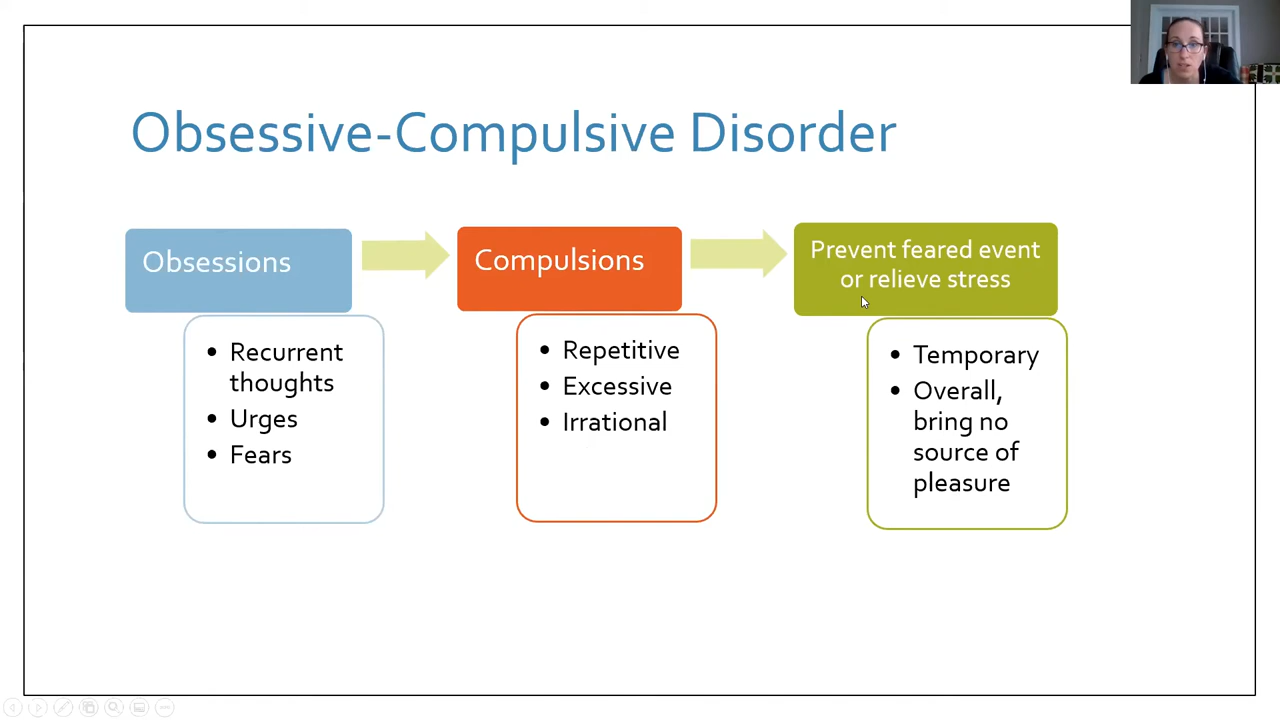 Obsessive-Compulsive Disorder
Obsessions
• Recurrent
thoughts
• Urges
• Fears
Compulsions
• Repetitive
• Excessive
• Irrational
Prevent feared event
or relieve stress
• Temporary
• Overall,
bring no
source of
pleasure